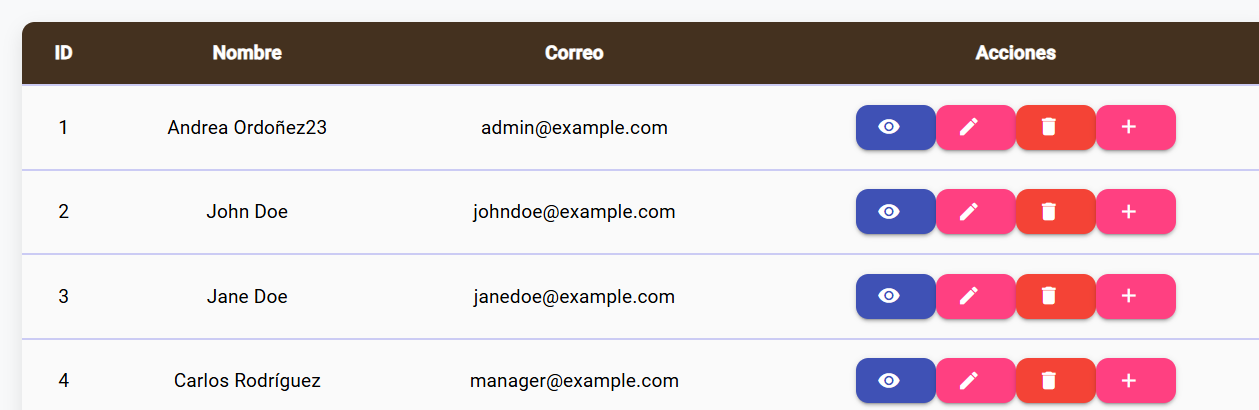 ID Nombre Correo Acciones
1 Andrea Ordoñez23 admin@example.com
2 John Doe johndoe@example.com
3 Jane Doe janedoe@example.com
4 Carlos Rodríguez manager@example.com